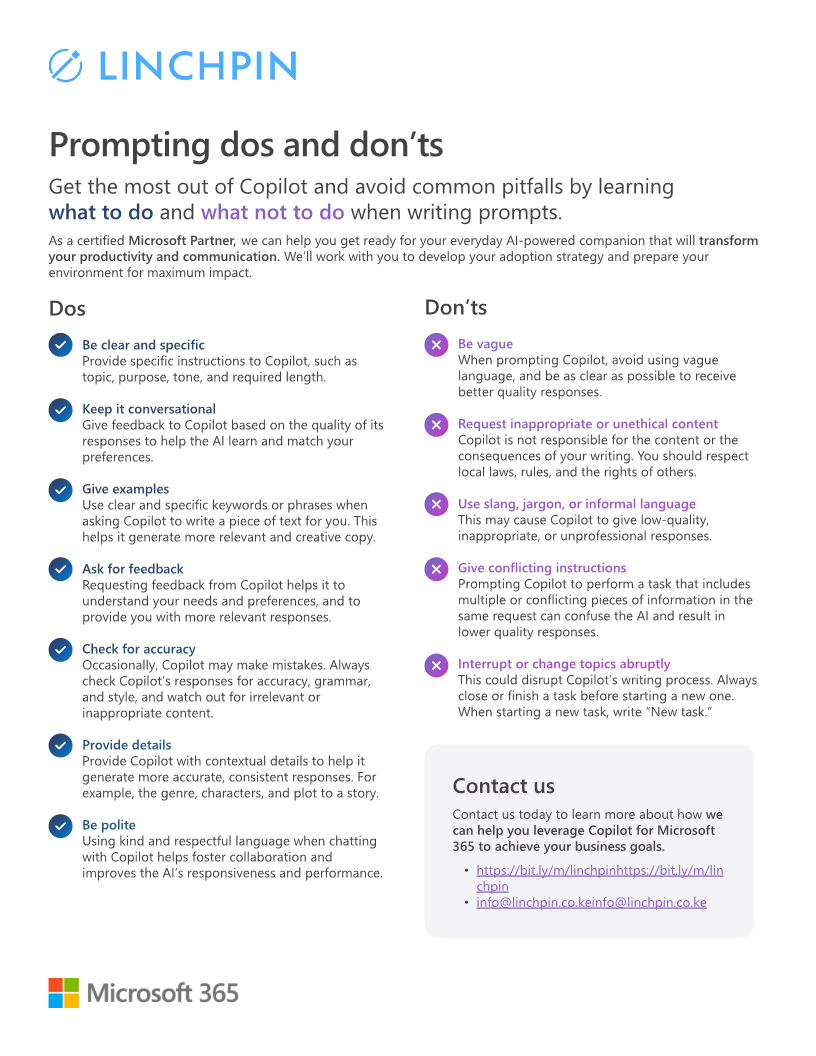 LINCHPIN
Prompting dos and don’ts
Get the most out of Copilot and avoid common pitfalls by learning
what to do and what not to do when writing prompts.
As a certified Microsoft Partner, we can help you get ready for your everyday AI-powered companion that will transform
your productivity and communication. We’ll work with you to develop your adoption strategy and prepare your
environment for maximum impact.
Dos
Be clear and specific
Provide specific instructions to Copilot, such as
topic, purpose, tone, and required length.
Keep it conversational
Give feedback to Copilot based on the quality of its
responses to help the AI learn and match your
preferences.
Give examples
Use clear and specific keywords or phrases when
asking Copilot to write a piece of text for you. This
helps it generate more relevant and creative copy.
Ask for feedback
Requesting feedback from Copilot helps it to
understand your needs and preferences, and to
provide you with more relevant responses.
Check for accuracy
Occasionally, Copilot may make mistakes. Always
check Copilot’s responses for accuracy, grammar,
and style, and watch out for irrelevant or
inappropriate content.
Provide details
Provide Copilot with contextual details to help it
generate more accurate, consistent responses. For
example, the genre, characters, and plot to a story.
Be polite
Using kind and respectful language when chatting
with Copilot helps foster collaboration and
improves the AI’s responsiveness and performance.
Don’ts
Be vague
When prompting Copilot, avoid using vague
language, and be as clear as possible to receive
better quality responses.
Request inappropriate or unethical content
Copilot is not responsible for the content or the
consequences of your writing. You should respect
local laws, rules, and the rights of others.
Use slang, jargon, or informal language
This may cause Copilot to give low-quality,
inappropriate, or unprofessional responses.
Give conflicting instructions
Prompting Copilot to perform a task that includes
multiple or conflicting pieces of information in the
same request can confuse the AI and result in
lower quality responses.
Interrupt or change topics abruptly
This could disrupt Copilot’s writing process. Always
close or finish a task before starting a new one.
When starting a new task, write “New task.”
Contact us
Contact us today to learn more about how we
can help you leverage Copilot for Microsoft
365 to achieve your business goals.
• https://bit.ly/m/linchpinhttps://bit.ly/m/lin
chpin
• info@linchpin.co.keinfo@linchpin.co.ke
Microsoft 365